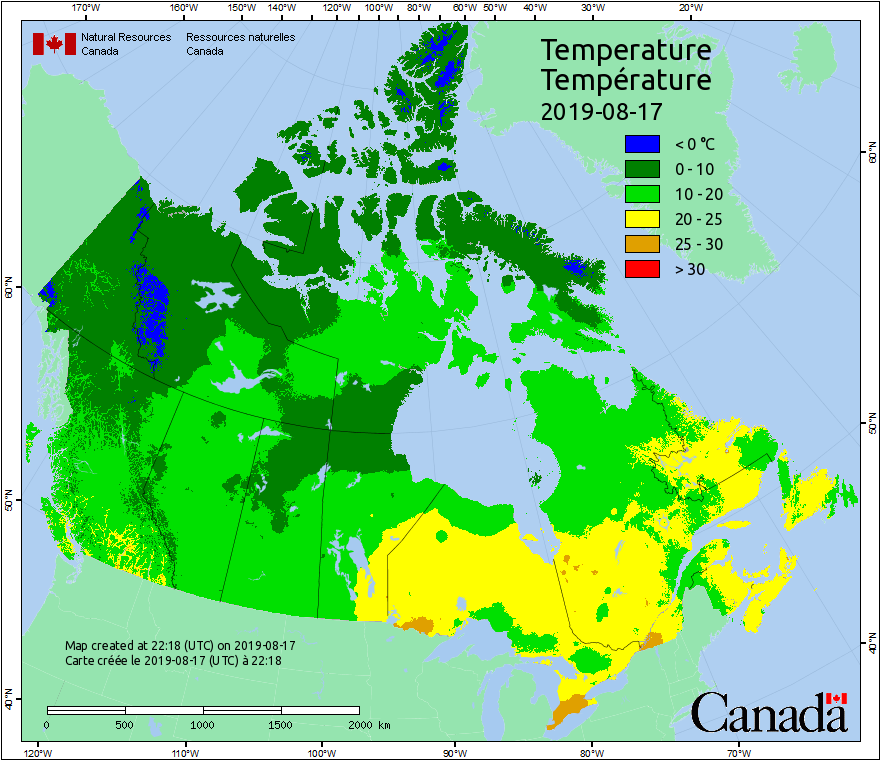 170°W 160°W 150°W 140°W 120°W 100°W 80°W 60°W 50°W 40°W 30°W 20°W
Natural Resources Ressources naturelles
Canada Canada
Temperature
Température
2019-08-17
< 0 °C
0 - 10
10 - 20
20 - 25
25 - 30
> 30
60°N
50°N
40°N
60°N
50°N
40°N
Map created at 22:18 (UTC) on 2019-08-17
Carte créée le 2019-08-17 (UTC) à 22:18
0 500 1000 1500 2000 km
Canada
120°W 110°W 100°W 90°W 80°W 70°W